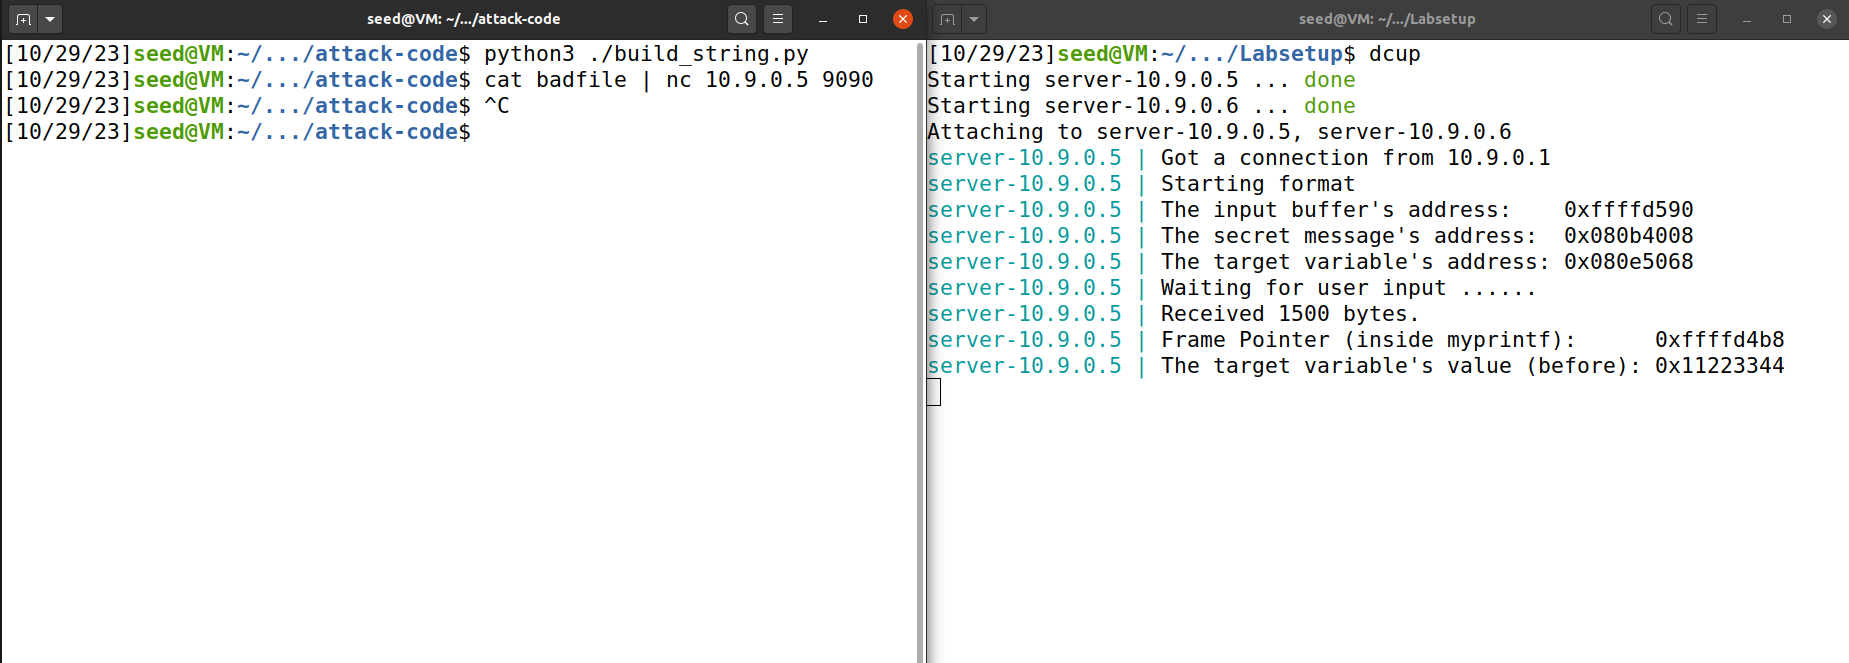 seed@VM: ~/.../attack-code
[10/29/23]seed@VM:~/.../attack-code$ python3 ./build_string.py
[10/29/23]seed@VM:~/.../attack-code$ cat badfile | nc 10.9.0.5 9090
[10/29/23]seed@VM:~/.../attack-code$ ^C
[10/29/23]seed@VM:~/.../attack-code$
seed@VM: ~/.../Labsetup
[10/29/23]seed@VM:~/.../Labsetup$ dcup
Starting server-10.9.0.5 ... done
Starting server-10.9.0.6 ... done
Attaching to server-10.9.0.5, server-10.9.0.6
server-10.9.0.5 | Got a connection from 10.9.0.1
server-10.9.0.5 | Starting format
server-10.9.0.5 | The input buffer's address:    0xffffd590
server-10.9.0.5 | The secret message's address:  0x080b4008
server-10.9.0.5 | The target variable's address: 0x080e5068
server-10.9.0.5 | Waiting for user input ......
server-10.9.0.5 | Received 1500 bytes.
server-10.9.0.5 | Frame Pointer (inside myprintf):      0xffffd4b8
server-10.9.0.5 | The target variable's value (before): 0x11223344